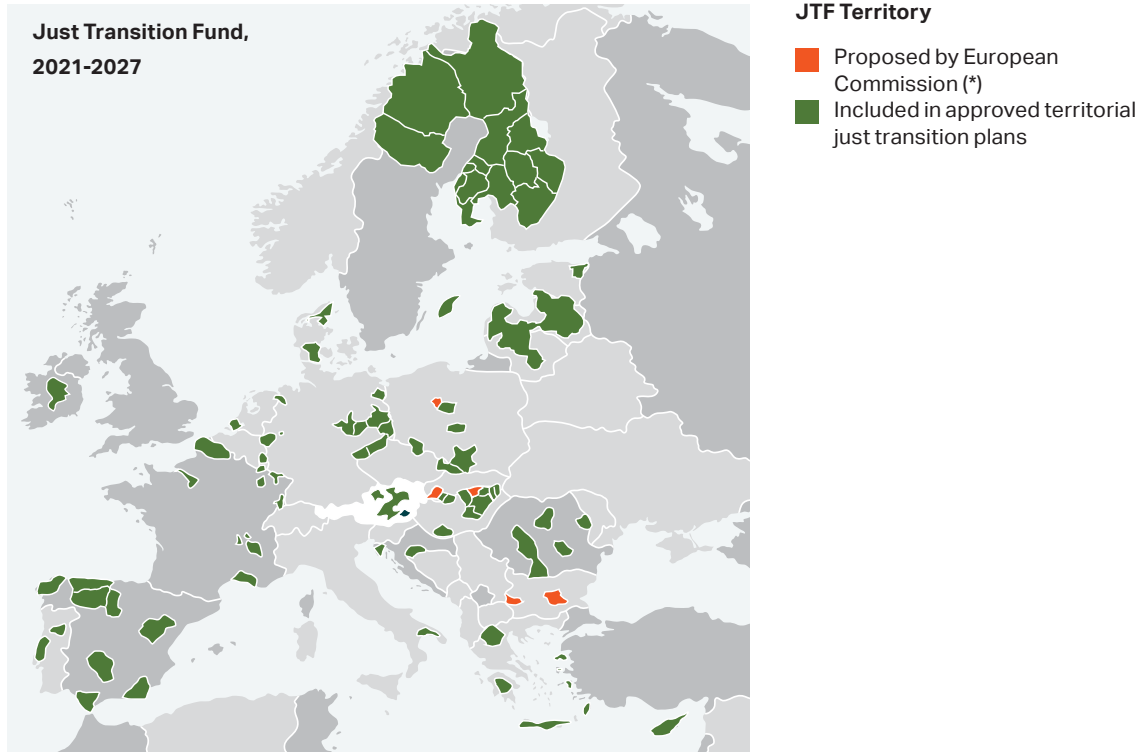 Just Transition Fund,
2021-2027
JTF Territory
Proposed by European
Commission (*)
Included in approved territorial
just transition plans